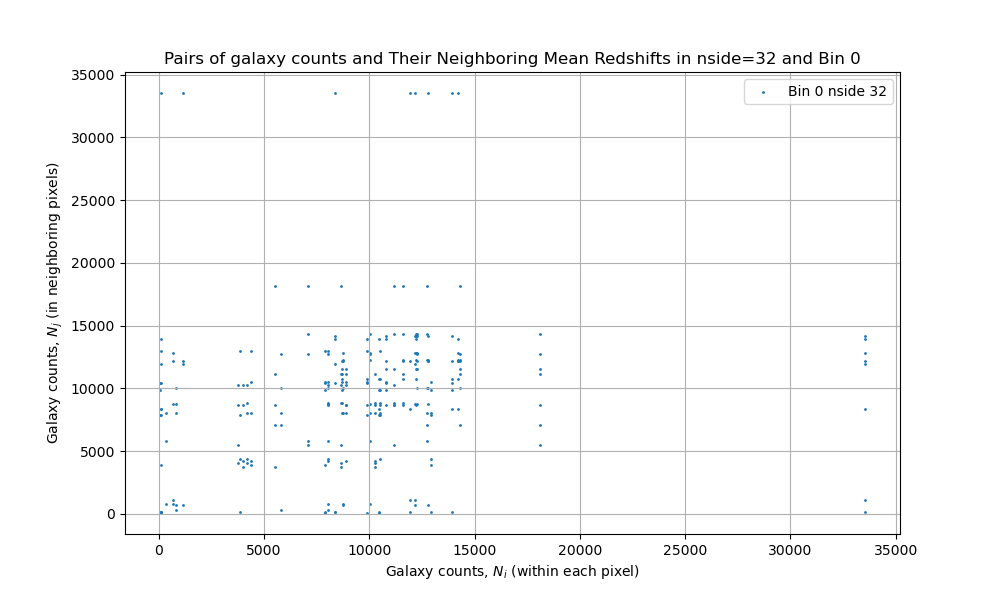 Pairs of galaxy counts and Their Neighboring Mean Redshifts in nside=32 and Bin 0
Bin 0 nside 32
35000
30000
25000
20000
15000
10000
5000
0
Galaxy counts, $N_j$ (in neighboring pixels)
0 5000 10000 15000 20000 25000 30000 35000
Galaxy counts, $N_i$ (within each pixel)